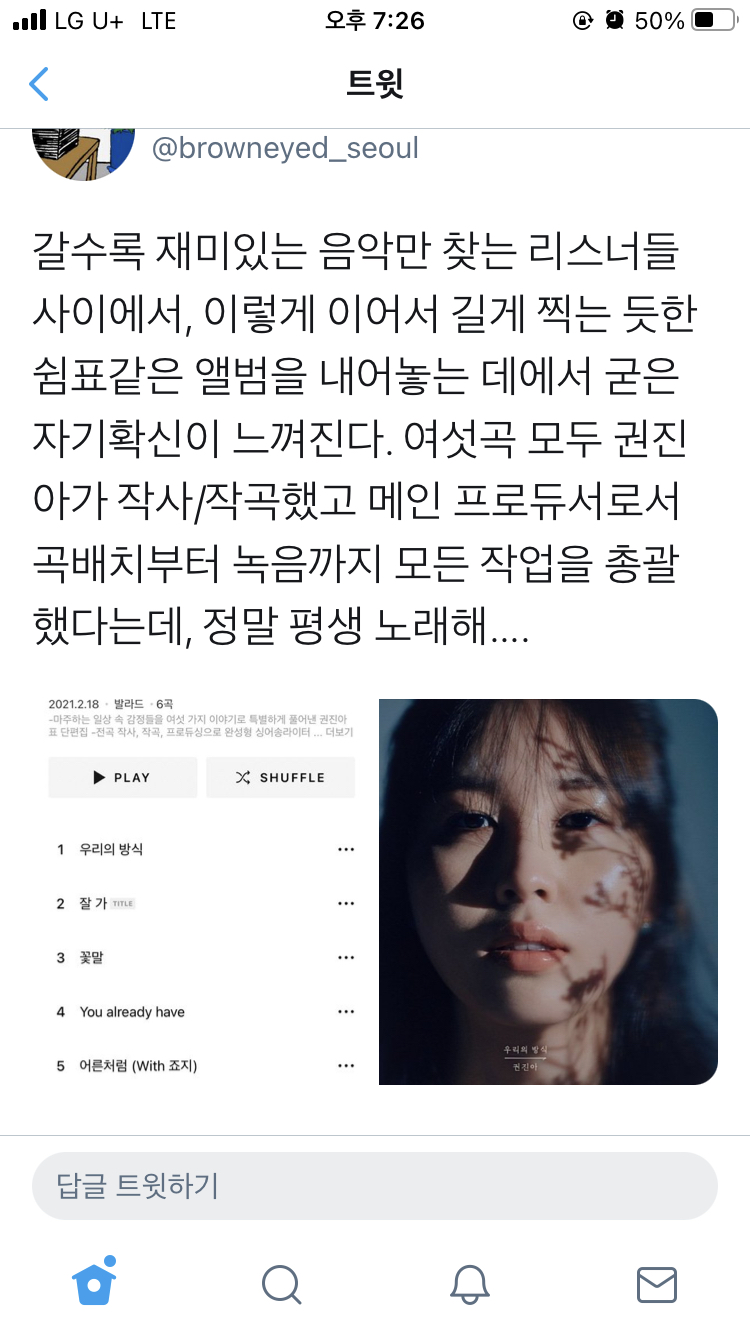 LG U+ LTE 오후 7:26 50%
트윗
@browneyed_seoul
갈수록 재미있는 음악만 찾는 리스너들
사이에서, 이렇게 이어서 길게 찍는 듯한
쉼표같은 앨범을 내어놓는 데에서 굳은
자기확신이 느껴진다. 여섯곡 모두 권진
아가 작사/작곡했고 메인 프로듀서로서
곡배치부터 녹음까지 모든 작업을 총괄
했다는데, 정말 평생 노래해....
2021.2.18 · 발라드 · 6곡
-마주하는 일상 속 감정들을 여섯 가지 이야기로 특별하게 풀어낸 권진아
표 단편집 -전곡 작사, 작곡, 프로듀싱으로 완성형 싱어송라이터 ... 더보기
PLAY SHUFFLE
1 우리의 방식
2 잘 가 TITLE
3 꽃말
4 You already have
5 어른처럼 (With 죠지)
우리의 방식
권진아
답글 트윗하기